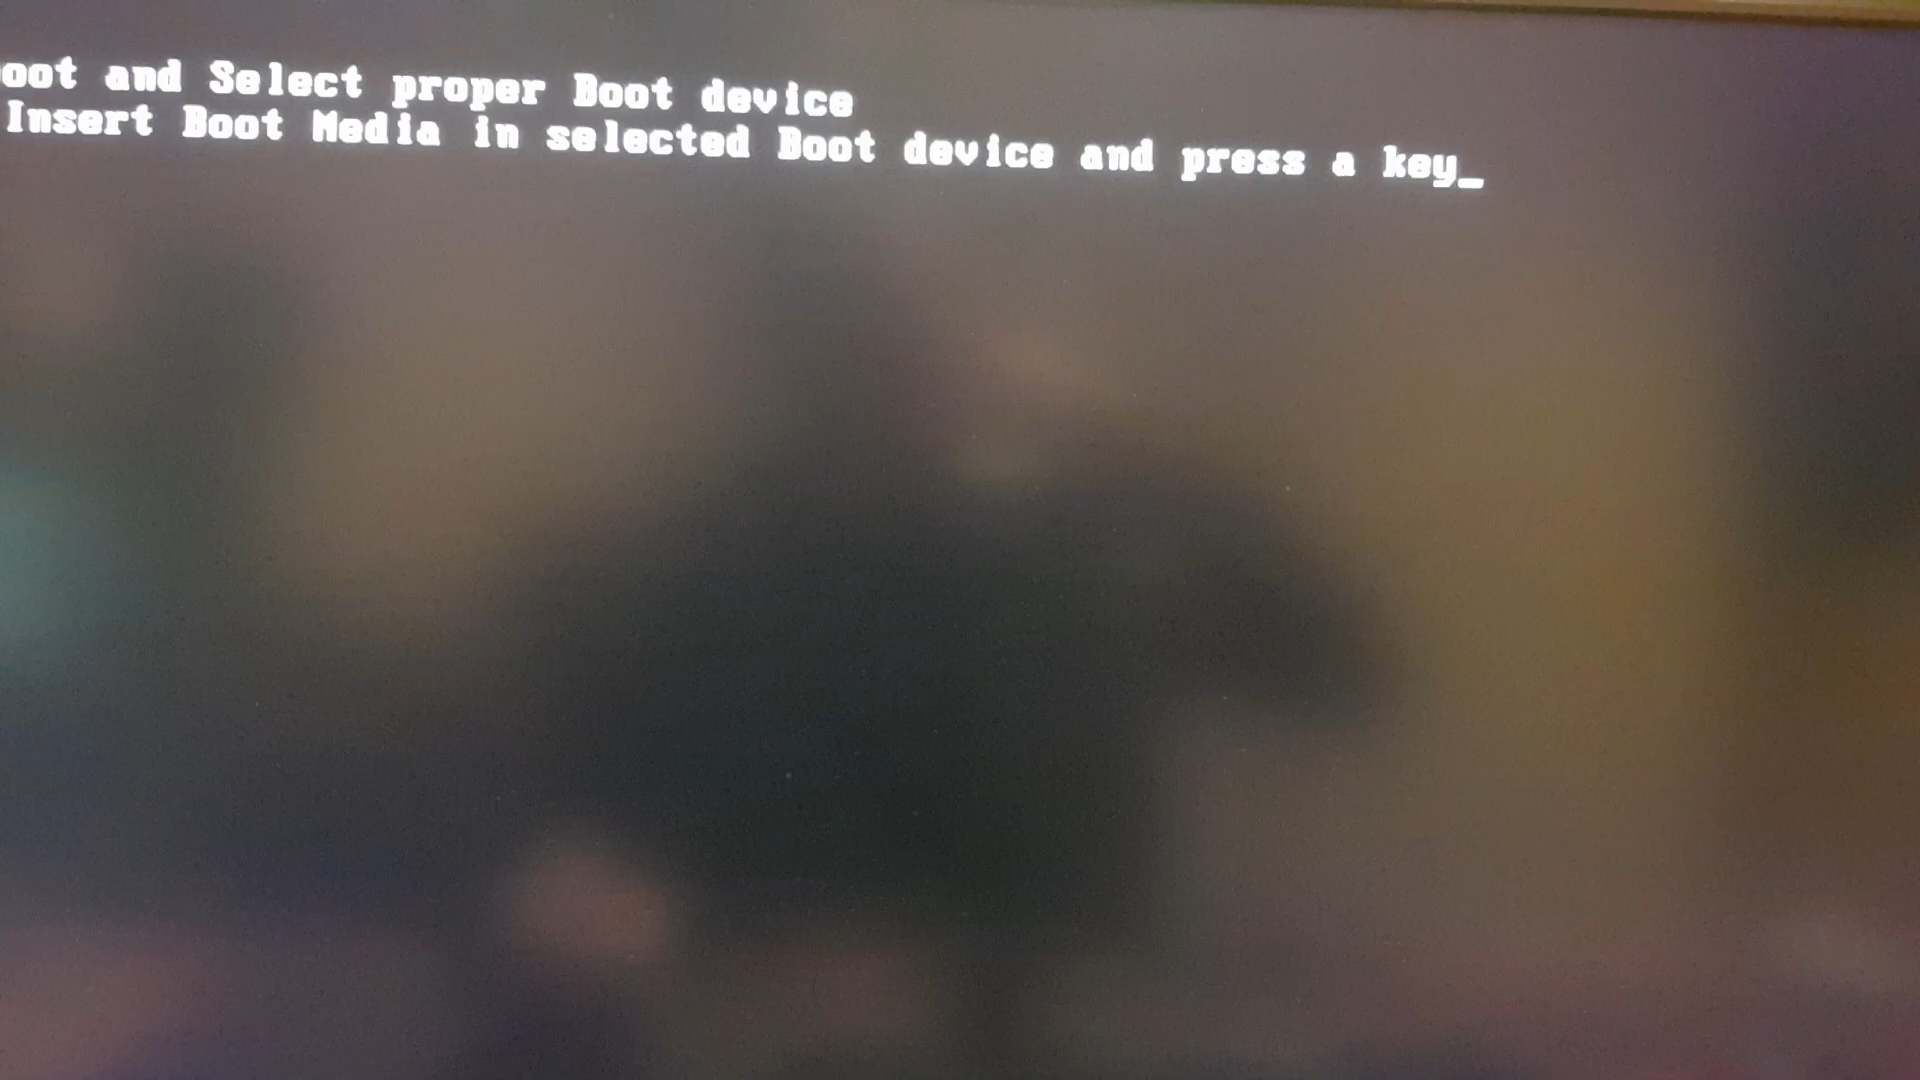 oot and Select proper Boot device
Insert Boot Media in selected Boot device and press a key_